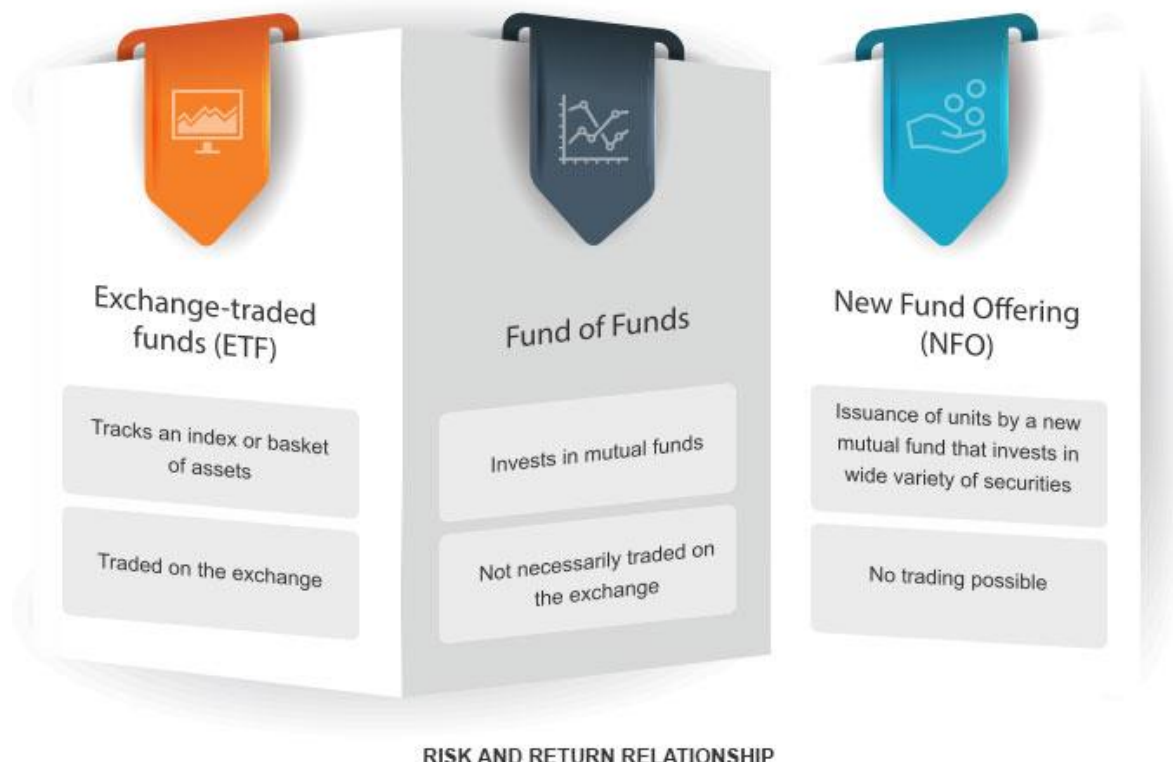 Exchange-traded
funds (ETF)
Tracks an index or basket
of assets
Traded on the exchange
Fund of Funds
Invests in mutual funds
Not necessarily traded on
the exchange
New Fund Offering
(NFO)
Issuance of units by a new
mutual fund that invests in
wide variety of securities
No trading possible
RISK AND RETURN RELATIONSHIP